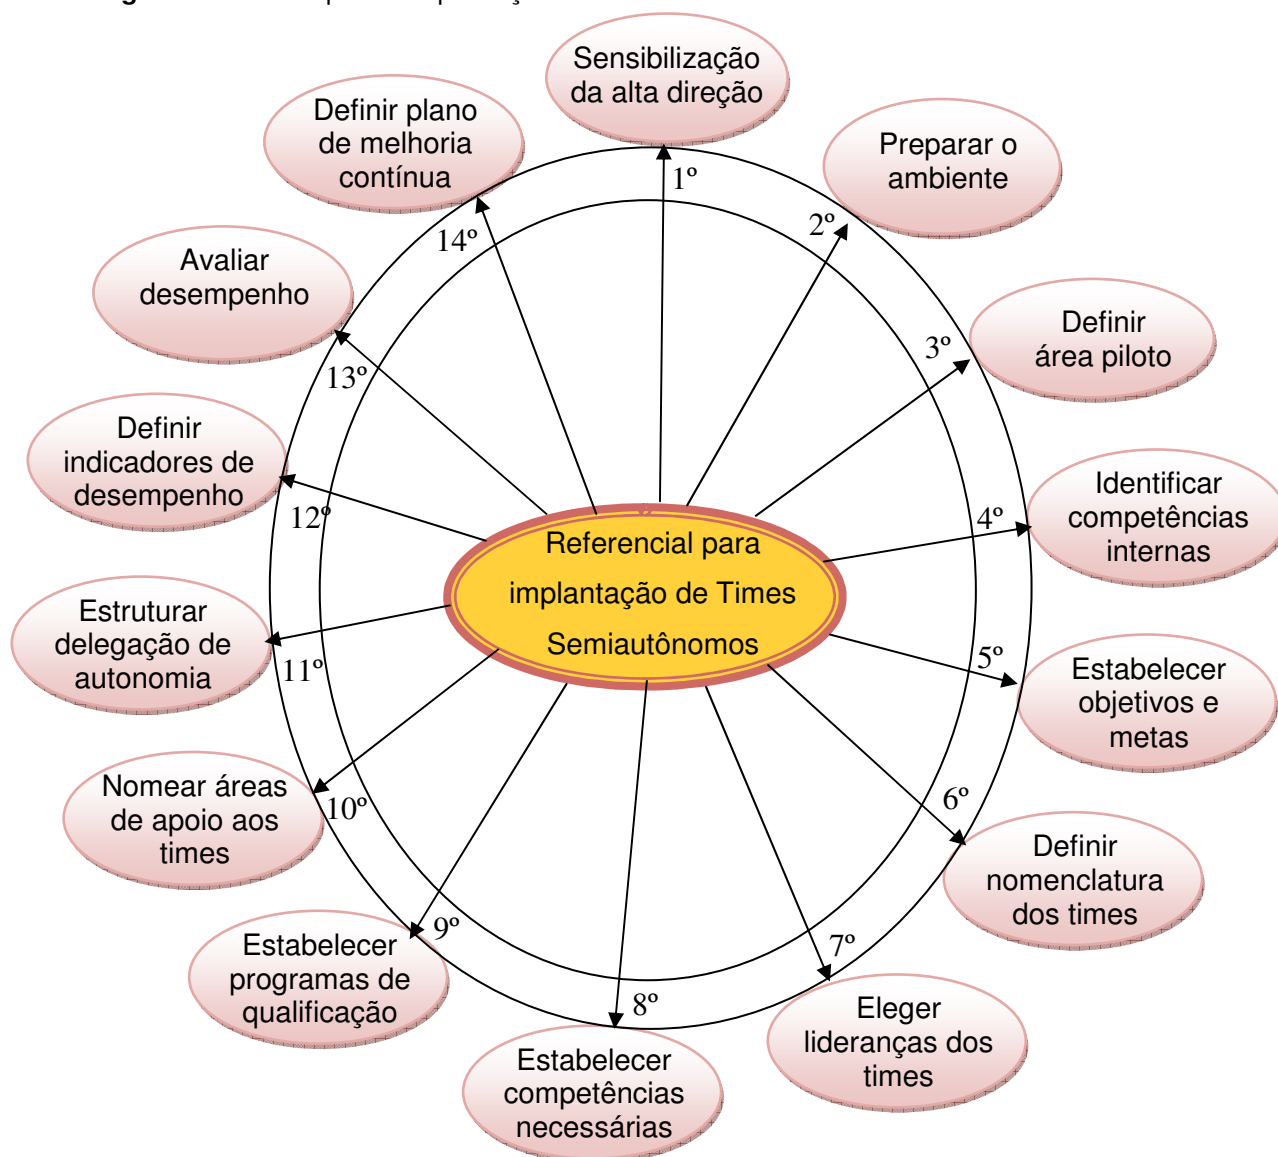 Sensibilização
da alta direção
1º
Preparar o
ambiente
2º
Definir
área piloto
3º
Identificar
competências
internas
4º
Estabelecer
objetivos e
metas
5º
Definir
nomenclatura
dos times
6º
Eleger
lideranças dos
times
7º
Estabelecer
competências
necessárias
8º
Estabelecer
programas de
qualificação
9º
Nomear áreas
de apoio aos
times
10º
Estruturar
delegação de
autonomia
11º
Definir
indicadores de
desempenho
12º
Avaliar
desempenho
13º
Definir plano
de melhoria
contínua
14º
Referencial para
implantação de Times
Semiautônomos